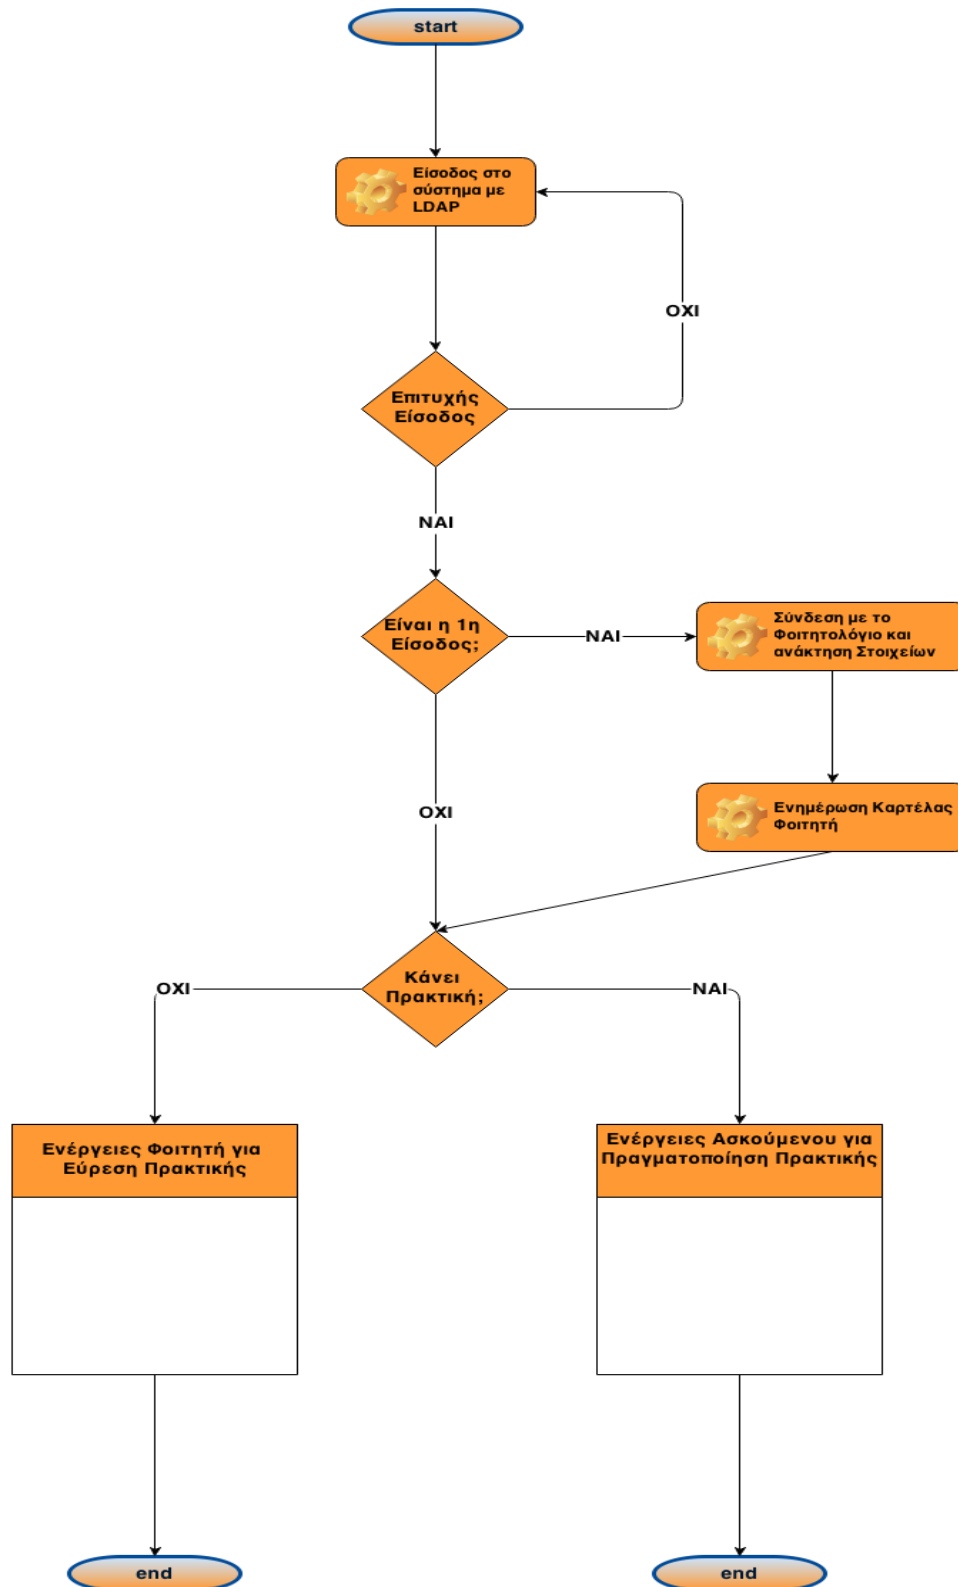 start
Είσοδος στο
σύστημα με
LDAP
ΟΧΙ
Επιτυχής
Είσοδος
ΝΑΙ
Είναι η 1η
Είσοδος;
ΝΑΙ
Σύνδεση με το
Φοιτητολόγιο και
ανάκτηση Στοιχείων
ΟΧΙ
Ενημέρωση Καρτέλας
Φοιτητή
Κάνει
Πρακτική;
ΟΧΙ
ΝΑΙ
Ενέργειες Φοιτητή για
Εύρεση Πρακτικής
Ενέργειες Ασκούμενου για
Πραγματοποίηση Πρακτικής
end
end